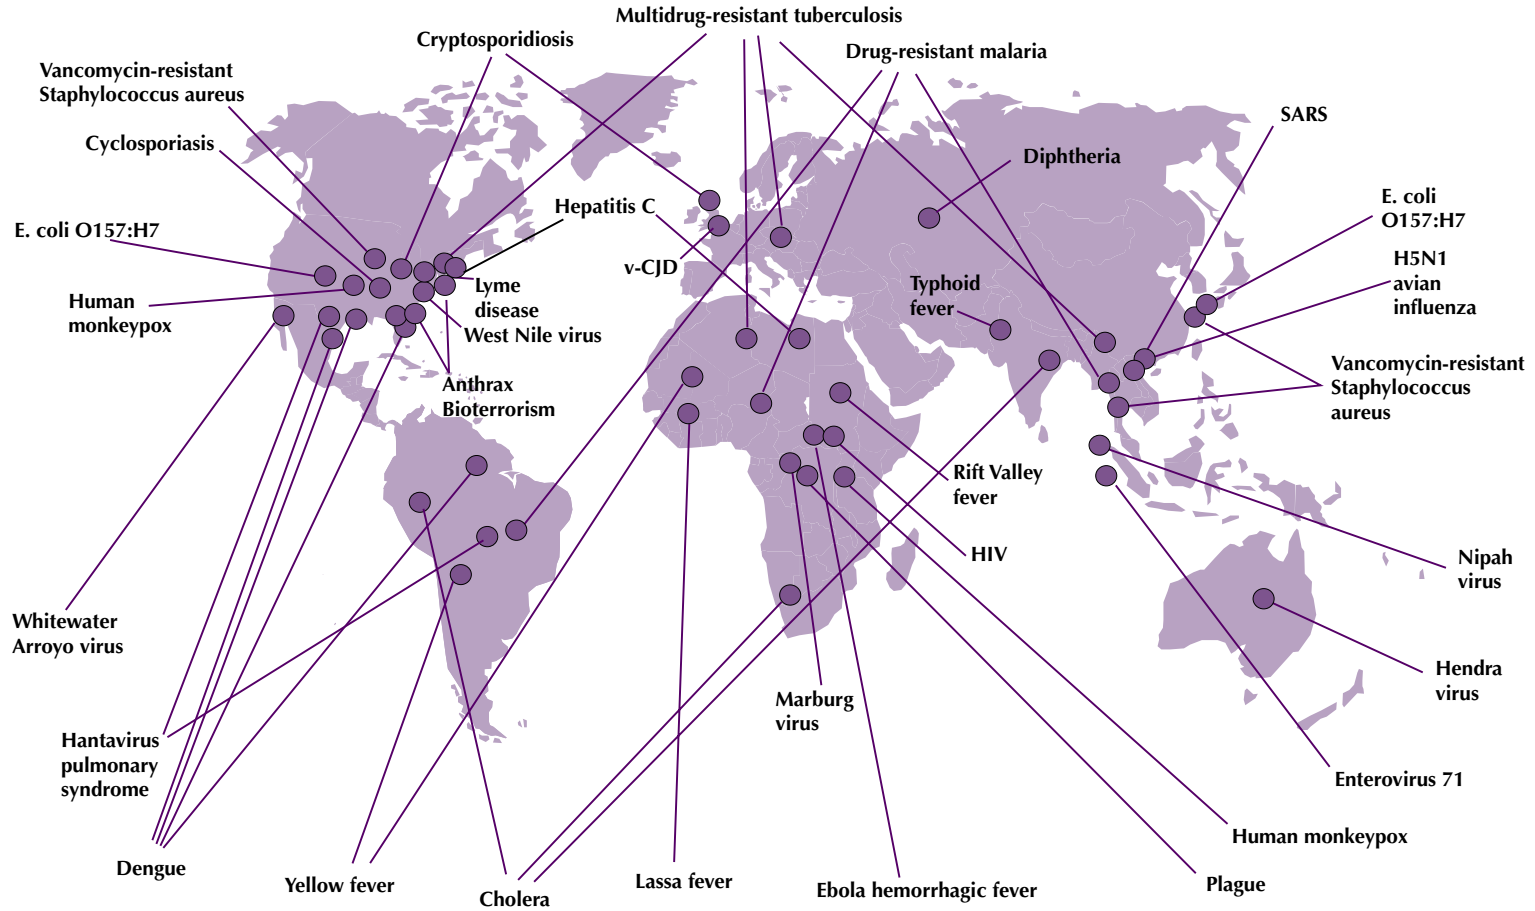 Multidrug-resistant tuberculosis
Cryptosporidiosis
Drug-resistant malaria
Vancomycin-resistant
Staphylococcus aureus
SARS
Cyclosporiasis
Diphtheria
E. coli
O157:H7
Hepatitis C
E. coli O157:H7
v-CJD
H5N1
avian
influenza
Typhoid
fever
Lyme
disease
Human
monkeypox
West Nile virus
Vancomycin-resistant
Staphylococcus
aureus
Anthrax
Bioterrorism
Rift Valley
fever
HIV
Nipah
virus
Whitewater
Arroyo virus
Hendra
virus
Marburg
virus
Hantavirus
pulmonary
syndrome
Enterovirus 71
Human monkeypox
Dengue
Yellow fever
Cholera
Lassa fever
Ebola hemorrhagic fever
Plague